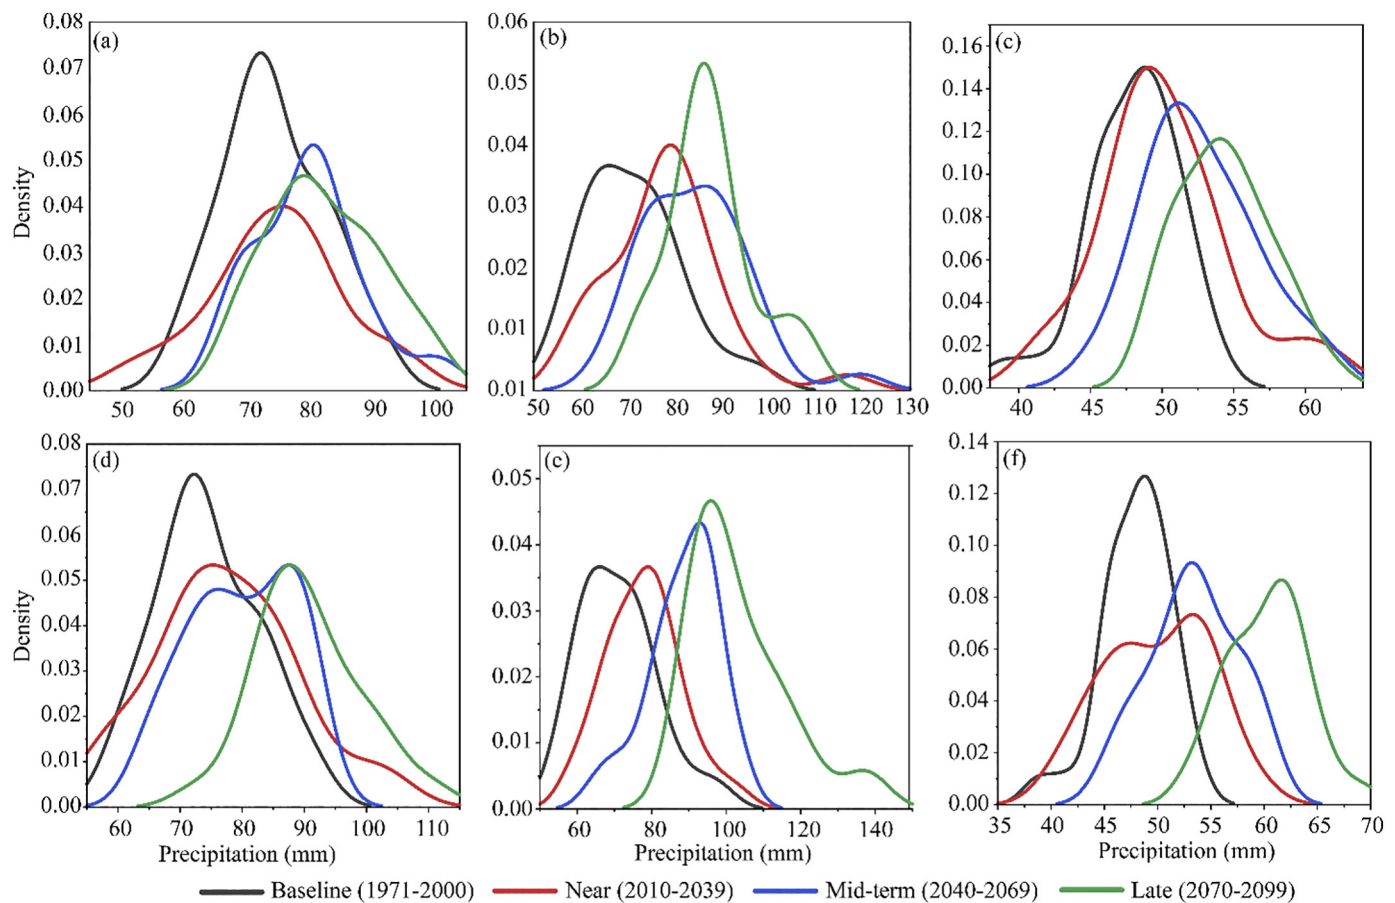 (a) (b) (c)
Density
0.08 0.07 0.06 0.05 0.04 0.03 0.02 0.01 0.00
50 60 70 80 90 100
0.06 0.05 0.04 0.03 0.02 0.01 0.01
50 60 70 80 90 100 110 120 130
0.16 0.14 0.12 0.10 0.08 0.06 0.04 0.02 0.00
40 45 50 55 60
(d) (e) (f)
Density
0.08 0.07 0.06 0.05 0.04 0.03 0.02 0.01 0.00
60 70 80 90 100 110
Precipitation (mm)
0.05 0.04 0.03 0.02 0.01 0.00
60 80 100 120 140
Precipitation (mm)
0.14 0.12 0.10 0.08 0.06 0.04 0.02 0.00
35 40 45 50 55 60 65 70
Precipitation (mm)
Baseline (1971-2000) Near (2010-2039) Mid-term (2040-2069) Late (2070-2099)